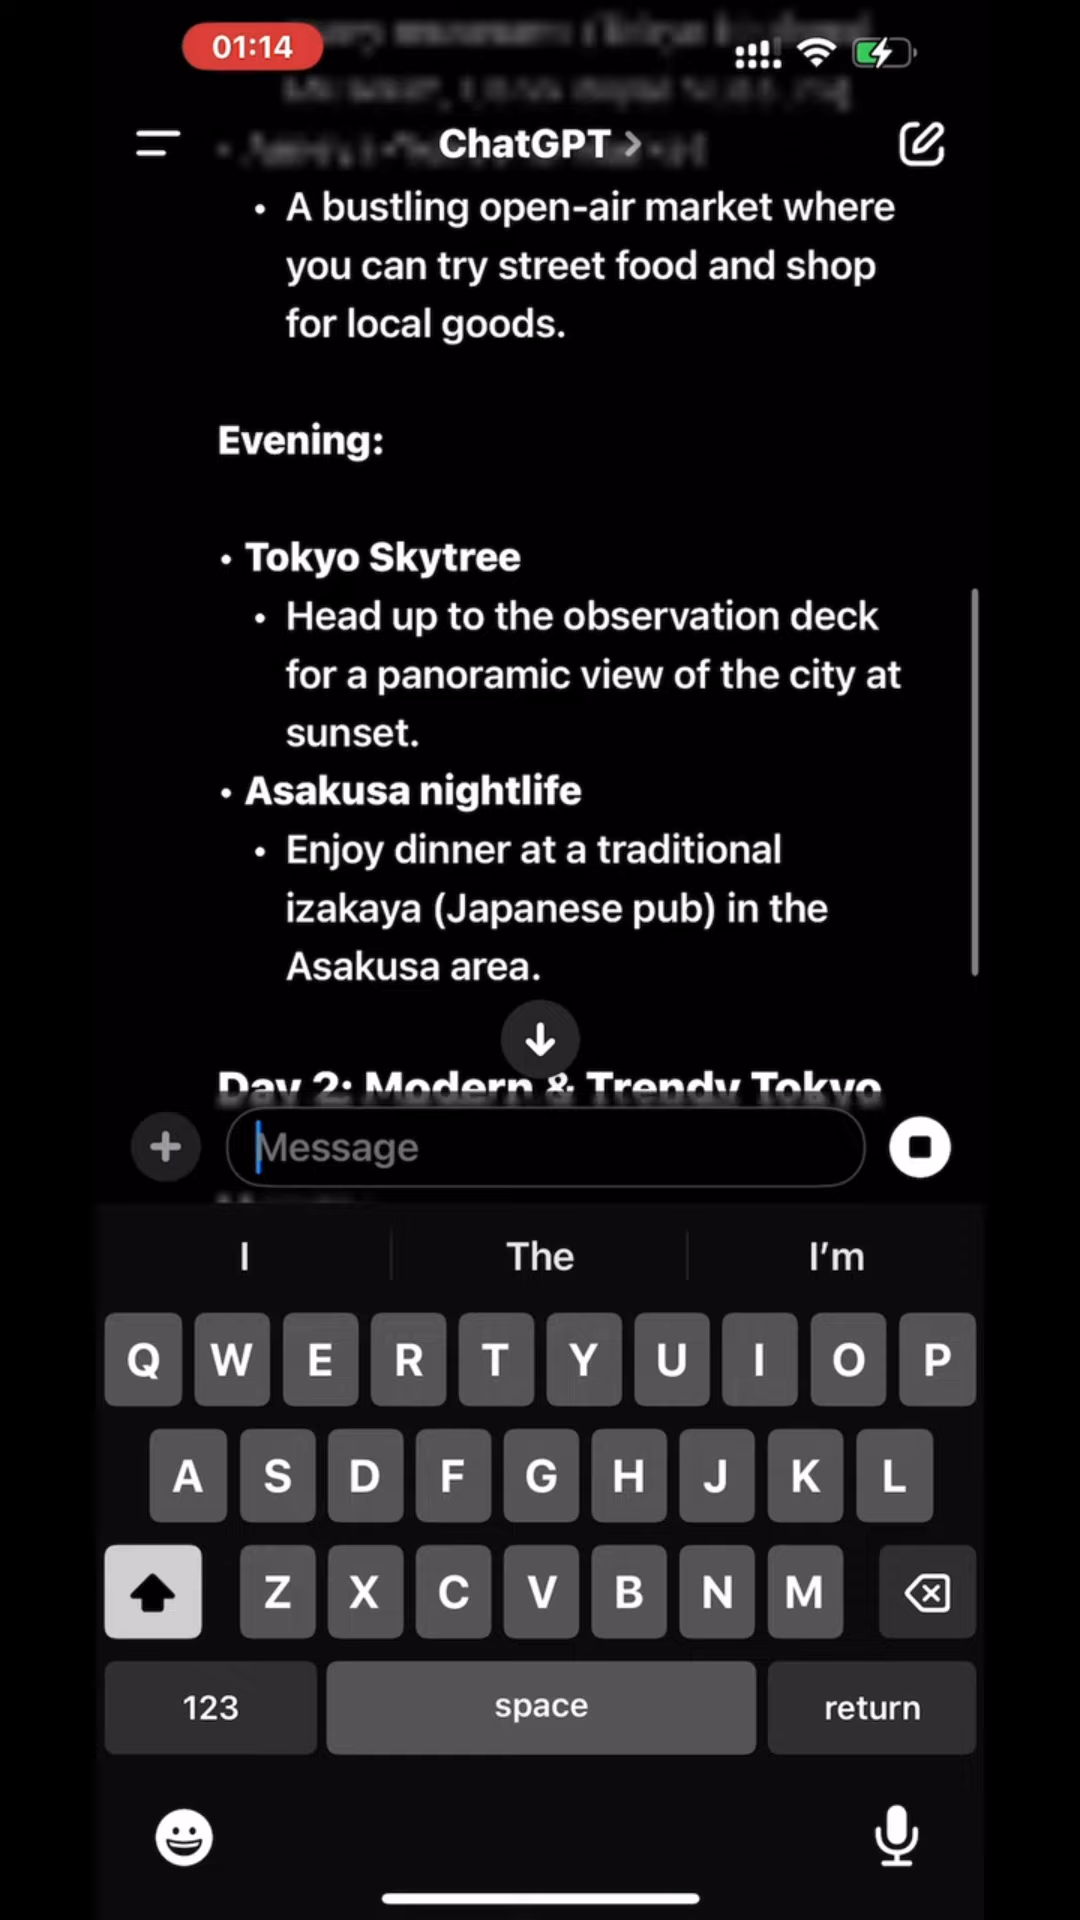 01:14
ChatGPT >
• A bustling open-air market where
you can try street food and shop
for local goods.
Evening:
• Tokyo Skytree
• Head up to the observation deck
for a panoramic view of the city at
sunset.
• Asakusa nightlife
• Enjoy dinner at a traditional
izakaya (Japanese pub) in the
Asakusa area.
Day 2: Modern & Trendy Tokyo
Message
I The I'm
Q W E R T Y U I O P
A S D F G H J K L
Z X C V B N M
123 space return